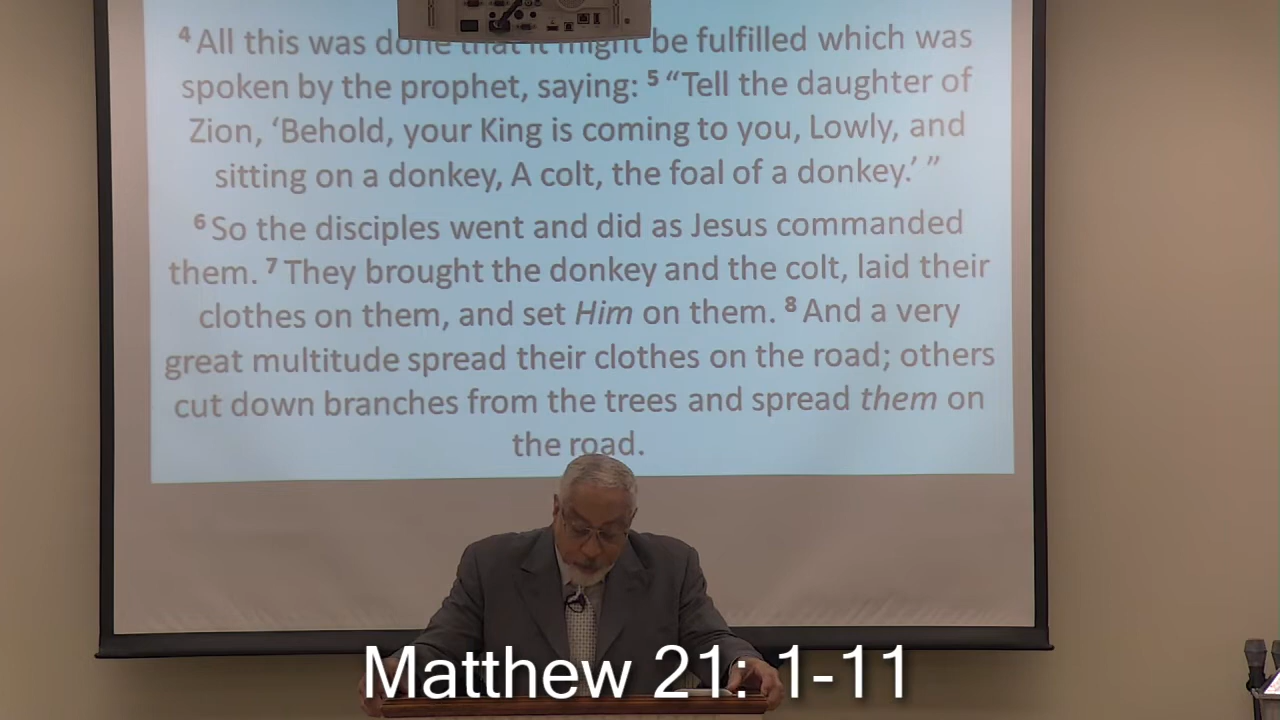 4 All this was done that it might be fulfilled which was
spoken by the prophet, saying: 5 “Tell the daughter of
Zion, ‘Behold, your King is coming to you, Lowly, and
sitting on a donkey, A colt, the foal of a donkey.’ ”
6 So the disciples went and did as Jesus commanded
them. 7 They brought the donkey and the colt, laid their
clothes on them, and set Him on them. 8 And a very
great multitude spread their clothes on the road; others
cut down branches from the trees and spread them on
the road.
Matthew 21: 1-11